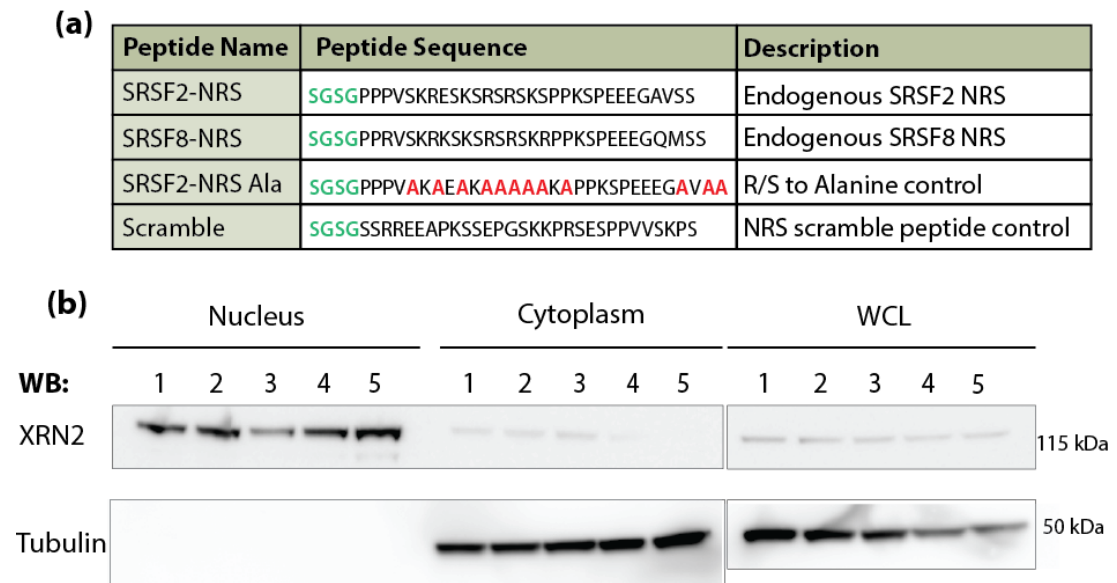 (a)
Peptide Name Peptide Sequence Description
SRSF2-NRS SGSGPPPVSKRESKSRSRSKSPPKSPEEEGAVSS Endogenous SRSF2 NRS
SRSF8-NRS SGSGPPRVSKRKSKSRSRSKRPPKSPEEEGQMSS Endogenous SRSF8 NRS
SRSF2-NRS Ala SGSGPPPVAKAEAKAAAAAKAPPKSPEEEGAVAA R/S to Alanine control
Scramble SGSGSSRREEAPKSSEPGSKKPRSESPPVVSKPS NRS scramble peptide control
(b)
Nucleus Cytoplasm WCL
WB: 1 2 3 4 5 1 2 3 4 5 1 2 3 4 5
XRN2 115 kDa
Tubulin 50 kDa